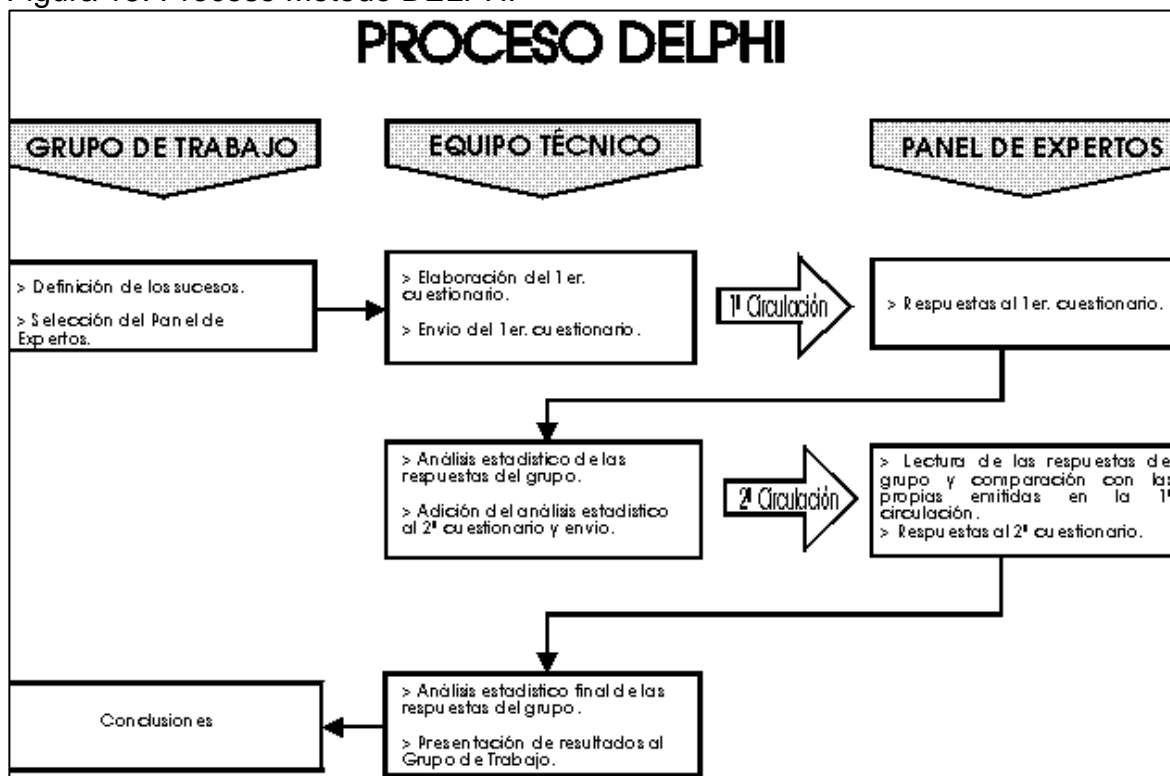 PROCESO DELPHI
GRUPO DE TRABAJO
EQUIPO TÉCNICO
PANEL DE EXPERTOS
> Definición de los sucesos.
> Selección del Panel de
Expertos.
> Elaboración del 1er.
cuestionario.
> Envio del 1er. cuestionario.
1ª Circulación
> Respuestas al 1er. cuestionario.
> Análisis estadistico de las
respuestas del grupo.
> Adición del análisis estadistico
al 2º cuestionario y envio.
2ª Circulación
> Lectura de las respuestas de
grupo y comparación con las
propias emitidas en la 1ª
circulación.
> Respuestas al 2º cuestionario.
> Análisis estadistico final de las
respuestas del grupo.
> Presentación de resultados al
Grupo de Trabajo.
Conclusiones